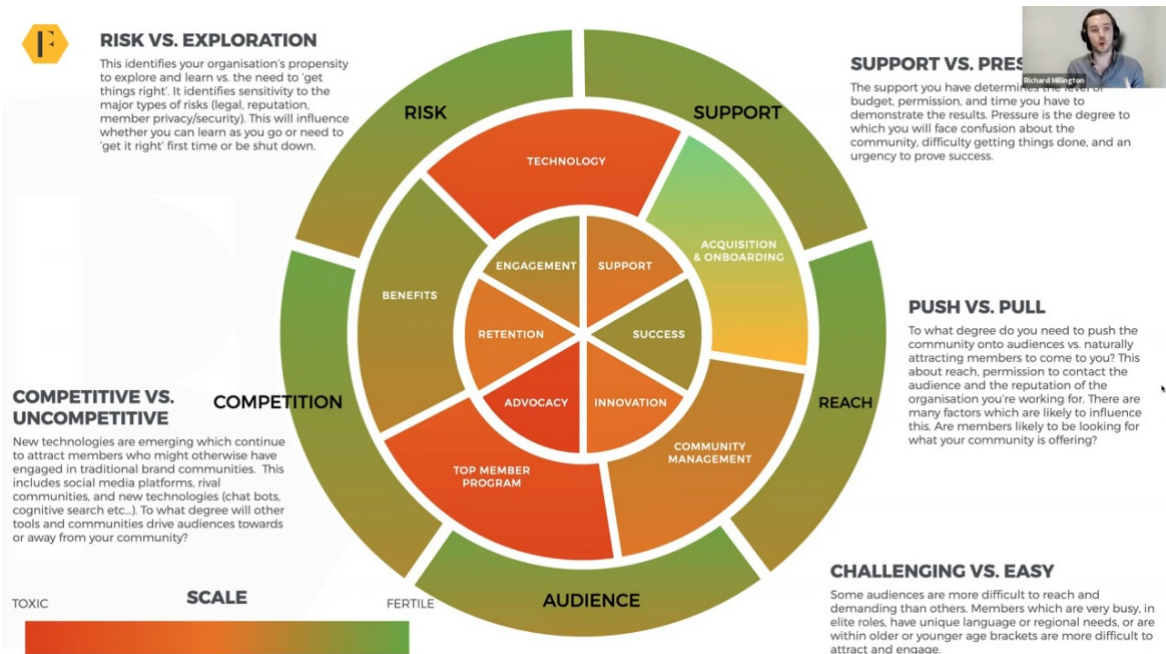 F
RISK VS. EXPLORATION
This identifies your organisation's propensity
to explore and learn vs. the need to 'get
things right'. It identifies sensitivity to the
major types of risks (legal, reputation,
member privacy/security). This will influence
whether you can learn as you go or need to
'get it right' first time or be shut down.
SUPPORT VS. PRES
Richard Millington
The support you have determines the level of
budget, permission, and time you have to
demonstrate the results. Pressure is the degree to
which you will face confusion about the
community, difficulty getting things done, and an
urgency to prove success.
RISK
SUPPORT
TECHNOLOGY
ACQUISITION
& ONBOARDING
BENEFITS
ENGAGEMENT
SUPPORT
RETENTION
SUCCESS
ADVOCACY
INNOVATION
COMMUNITY
MANAGEMENT
TOP MEMBER
PROGRAM
COMPETITION
REACH
AUDIENCE
PUSH VS. PULL
To what degree do you need to push the
community onto audiences vs. naturally
attracting members to come to you? This
about reach, permission to contact the
audience and the reputation of the
organisation you're working for. There are
many factors which are likely to influence
this. Are members likely to be looking for
what your community is offering?
COMPETITIVE VS.
UNCOMPETITIVE
New technologies are emerging which continue
to attract members who might otherwise have
engaged in traditional brand communities. This
includes social media platforms, rival
communities, and new technologies (chat bots,
cognitive search etc...). To what degree will other
tools and communities drive audiences towards
or away from your community?
TOXIC
SCALE
FERTILE
CHALLENGING VS. EASY
Some audiences are more difficult to reach and
demanding than others. Members which are very busy, in
elite roles, have unique language or regional needs, or are
within older or younger age brackets are more difficult to
attract and engage.